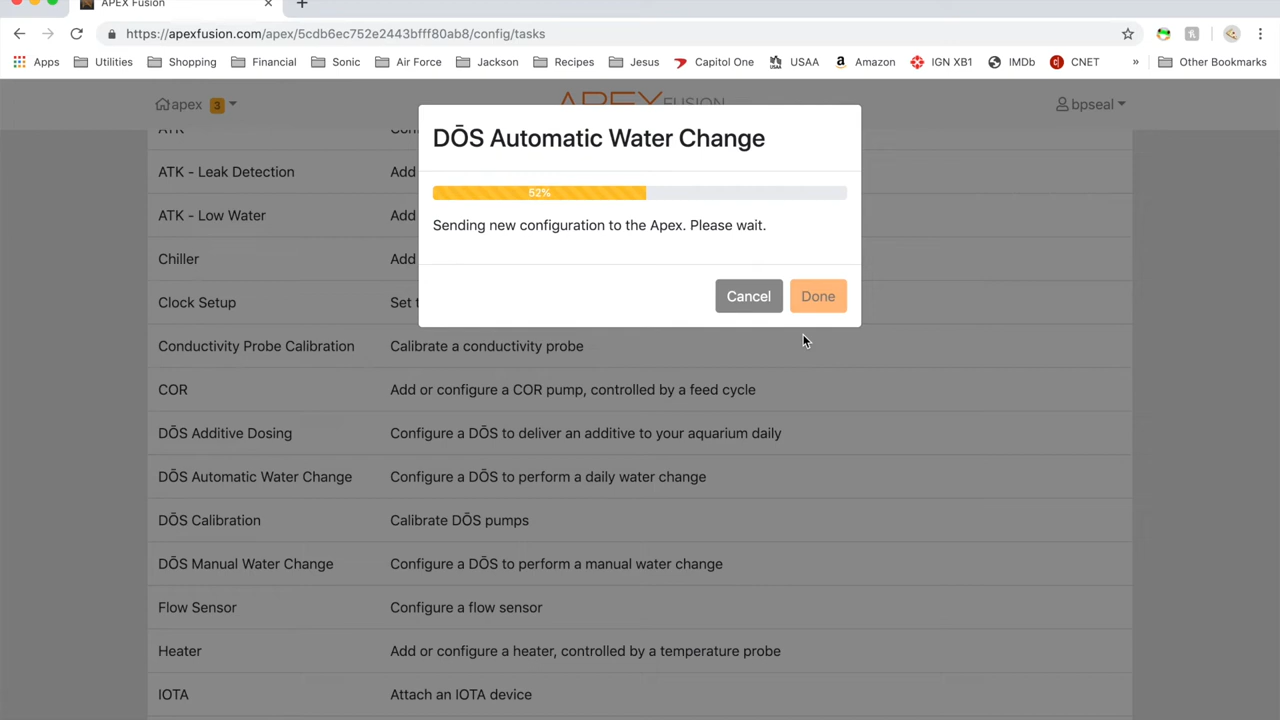 APEX Fusion
https://apexfusion.com/apex/5cdb6ec752e2443bfff80ab8/config/tasks
Apps Utilities Shopping Financial Sonic Air Force Jackson Recipes Jesus Capital One USAA Amazon IGN XB1 IMDb CNET » Other Bookmarks
apex 3 APEX FUSION bpseal
DŌS Automatic Water Change
52%
Sending new configuration to the Apex. Please wait.
Cancel Done
ATK
ATK - Leak Detection Add
ATK - Low Water Add
Chiller Add
Clock Setup Set t
Conductivity Probe Calibration Calibrate a conductivity probe
COR Add or configure a COR pump, controlled by a feed cycle
DŌS Additive Dosing Configure a DŌS to deliver an additive to your aquarium daily
DŌS Automatic Water Change Configure a DŌS to perform a daily water change
DŌS Calibration Calibrate DŌS pumps
DŌS Manual Water Change Configure a DŌS to perform a manual water change
Flow Sensor Configure a flow sensor
Heater Add or configure a heater, controlled by a temperature probe
IOTA Attach an IOTA device